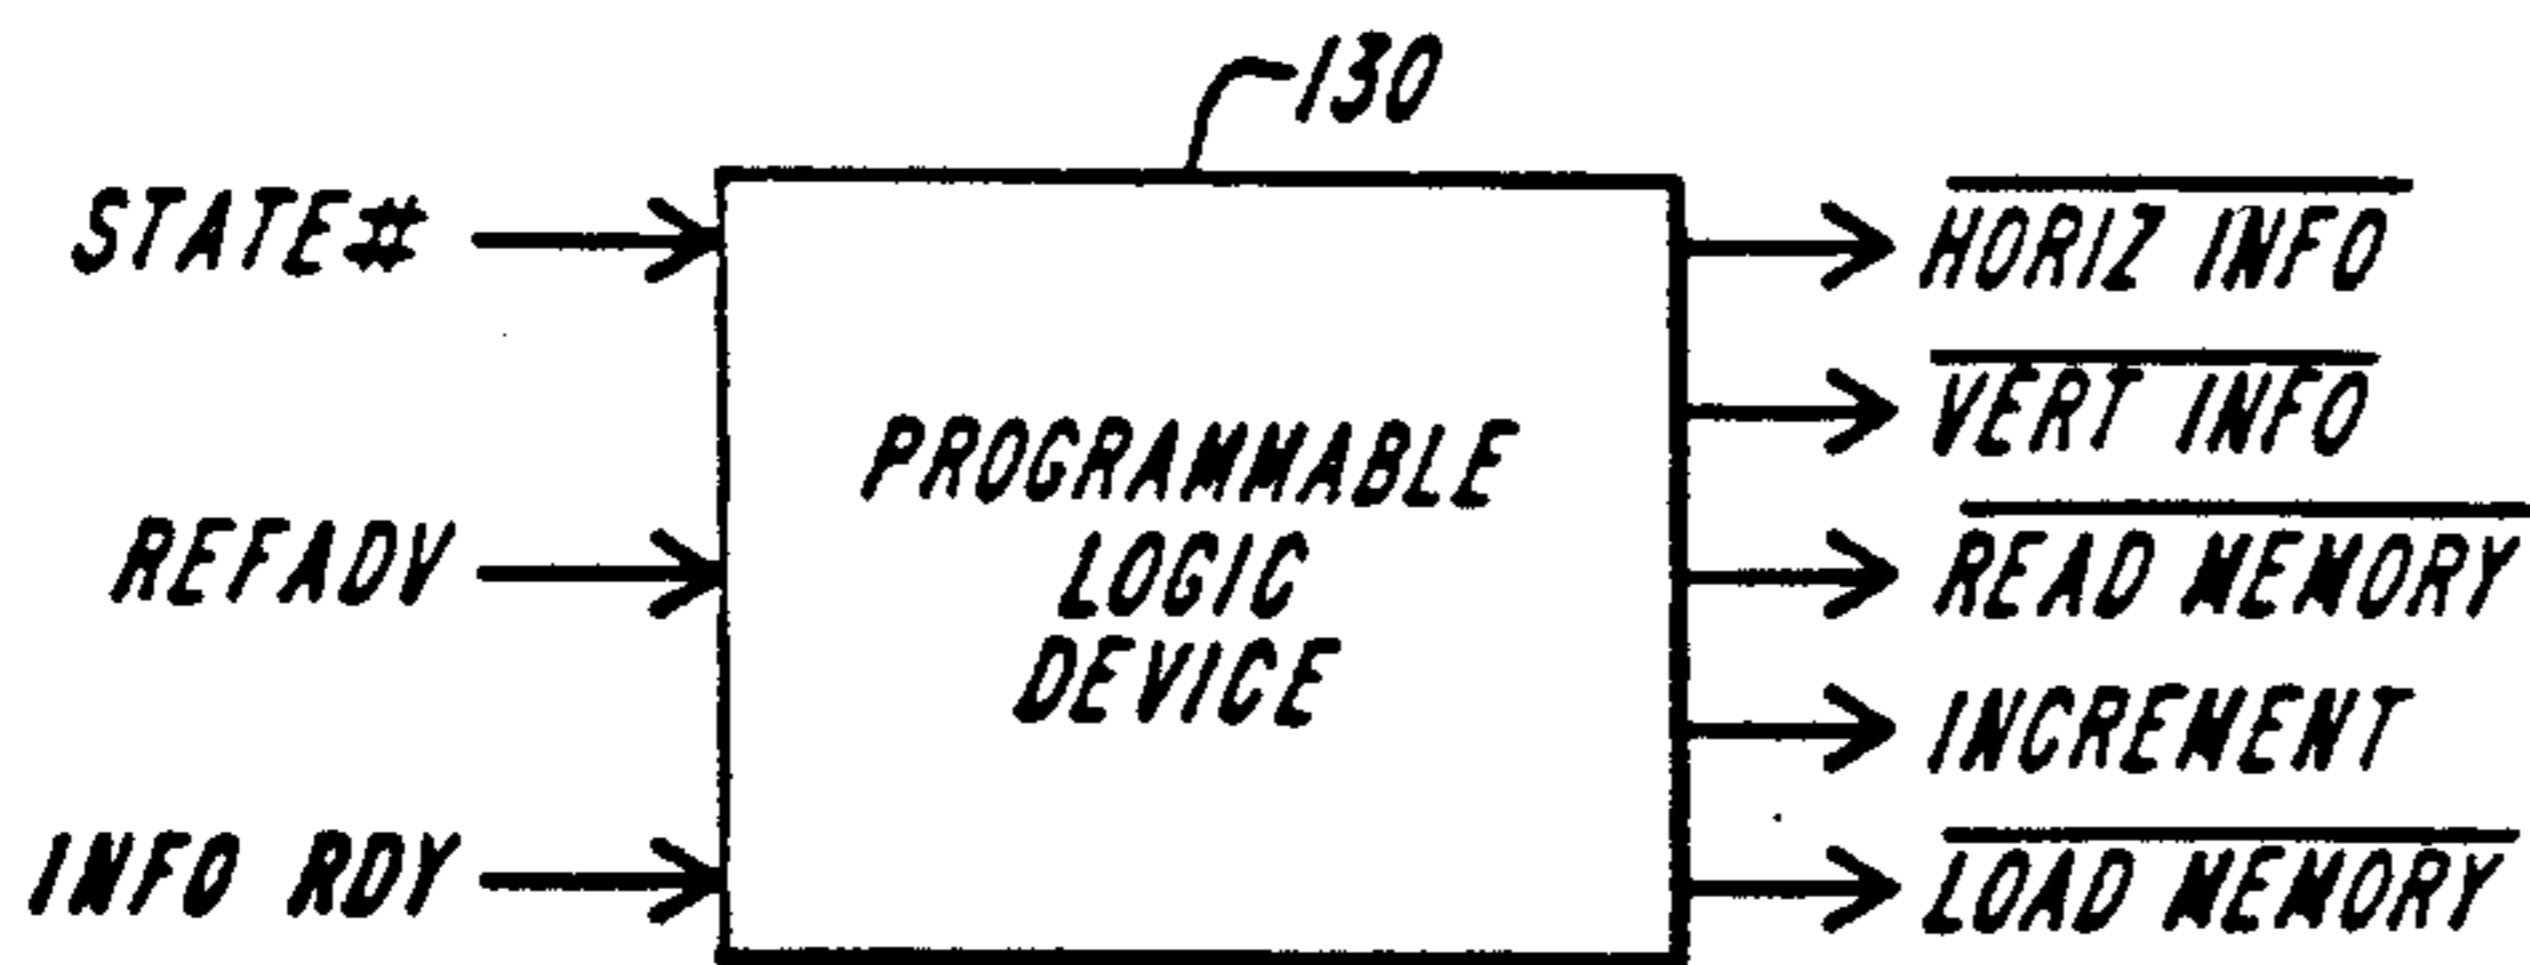 130
STATE#
REFADV
INFO RDY
PROGRAMMABLE
LOGIC
DEVICE
HORIZ INFO
VERT INFO
READ MEMORY
INCREMENT
LOAD MEMORY